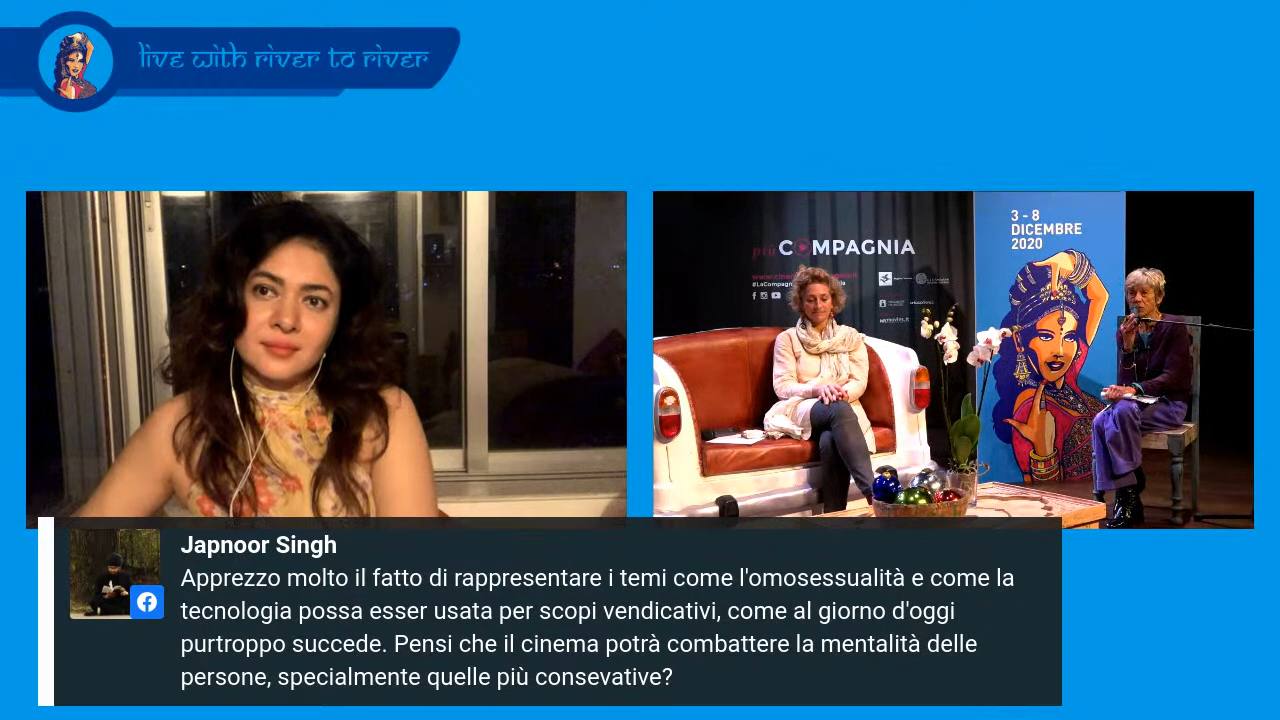 live with river to river
più COMPAGNIA
3 - 8
DICEMBRE
2020
Japnoor Singh
Apprezzo molto il fatto di rappresentare i temi come l'omosessualità e come la
tecnologia possa esser usata per scopi vendicativi, come al giorno d'oggi
purtroppo succede. Pensi che il cinema potrà combattere la mentalità delle
persone, specialmente quelle più consevative?